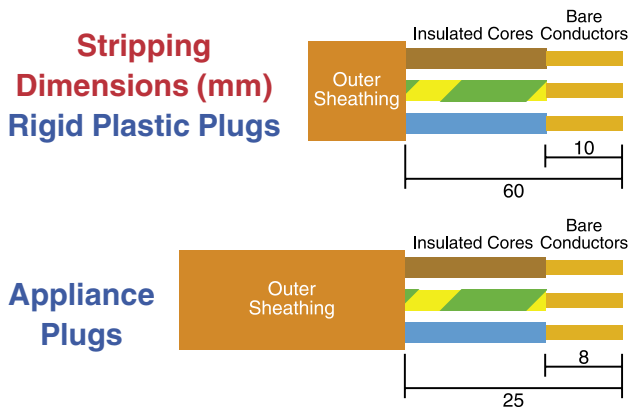 Stripping
Dimensions (mm)
Rigid Plastic Plugs
Insulated Cores
Bare
Conductors
Outer
Sheathing
10
60
Appliance
Plugs
Insulated Cores
Bare
Conductors
Outer
Sheathing
8
25